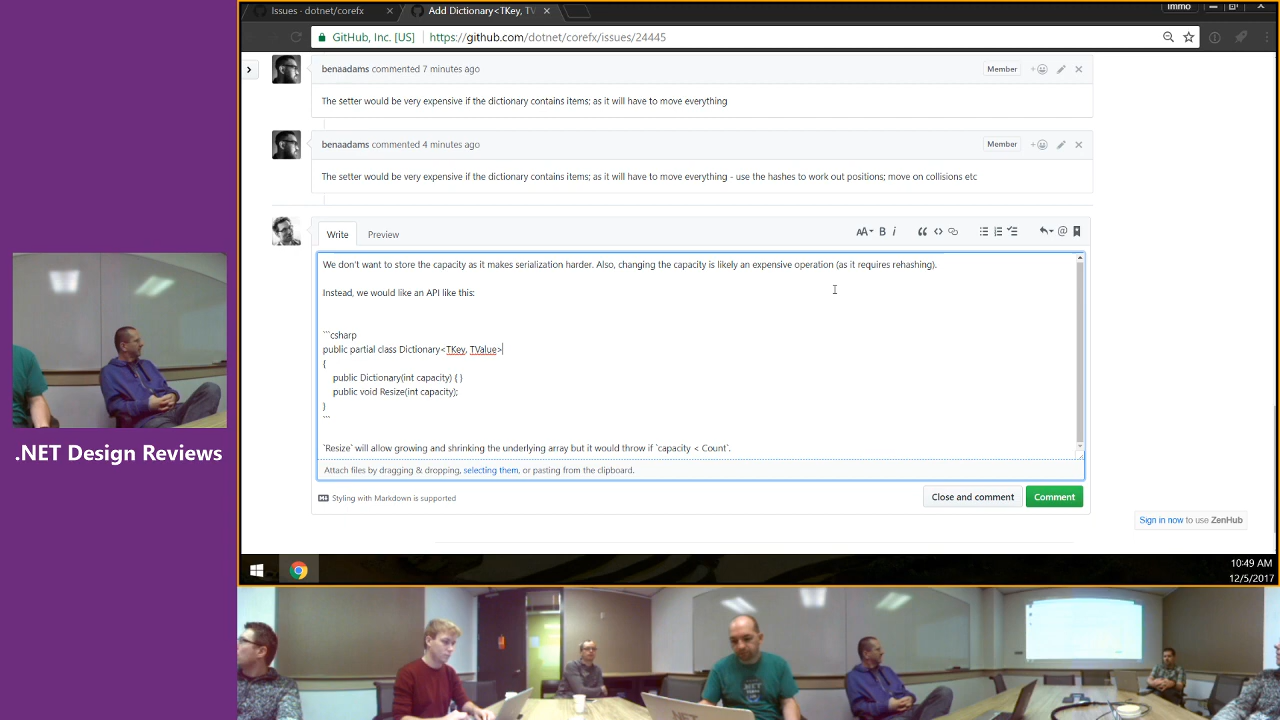 Issues - dotnet/corefx
Add Dictionary<TKey, TV
Immo
GitHub, Inc. [US]
https://github.com/dotnet/corefx/issues/24445
benaadams commented 7 minutes ago
Member
The setter would be very expensive if the dictionary contains items; as it will have to move everything
benaadams commented 4 minutes ago
Member
The setter would be very expensive if the dictionary contains items; as it will have to move everything - use the hashes to work out positions; move on collisions etc
Write
Preview
We don't want to store the capacity as it makes serialization harder. Also, changing the capacity is likely an expensive operation (as it requires rehashing).
Instead, we would like an API like this:
```csharp
public partial class Dictionary<TKey, TValue>
{
public Dictionary(int capacity) { }
public void Resize(int capacity);
}
```
`Resize` will allow growing and shrinking the underlying array but it would throw if `capacity < Count`.
Attach files by dragging & dropping, selecting them, or pasting from the clipboard.
Styling with Markdown is supported
Close and comment
Comment
Sign in now to use ZenHub
10:49 AM
12/5/2017
.NET Design Reviews
.NET